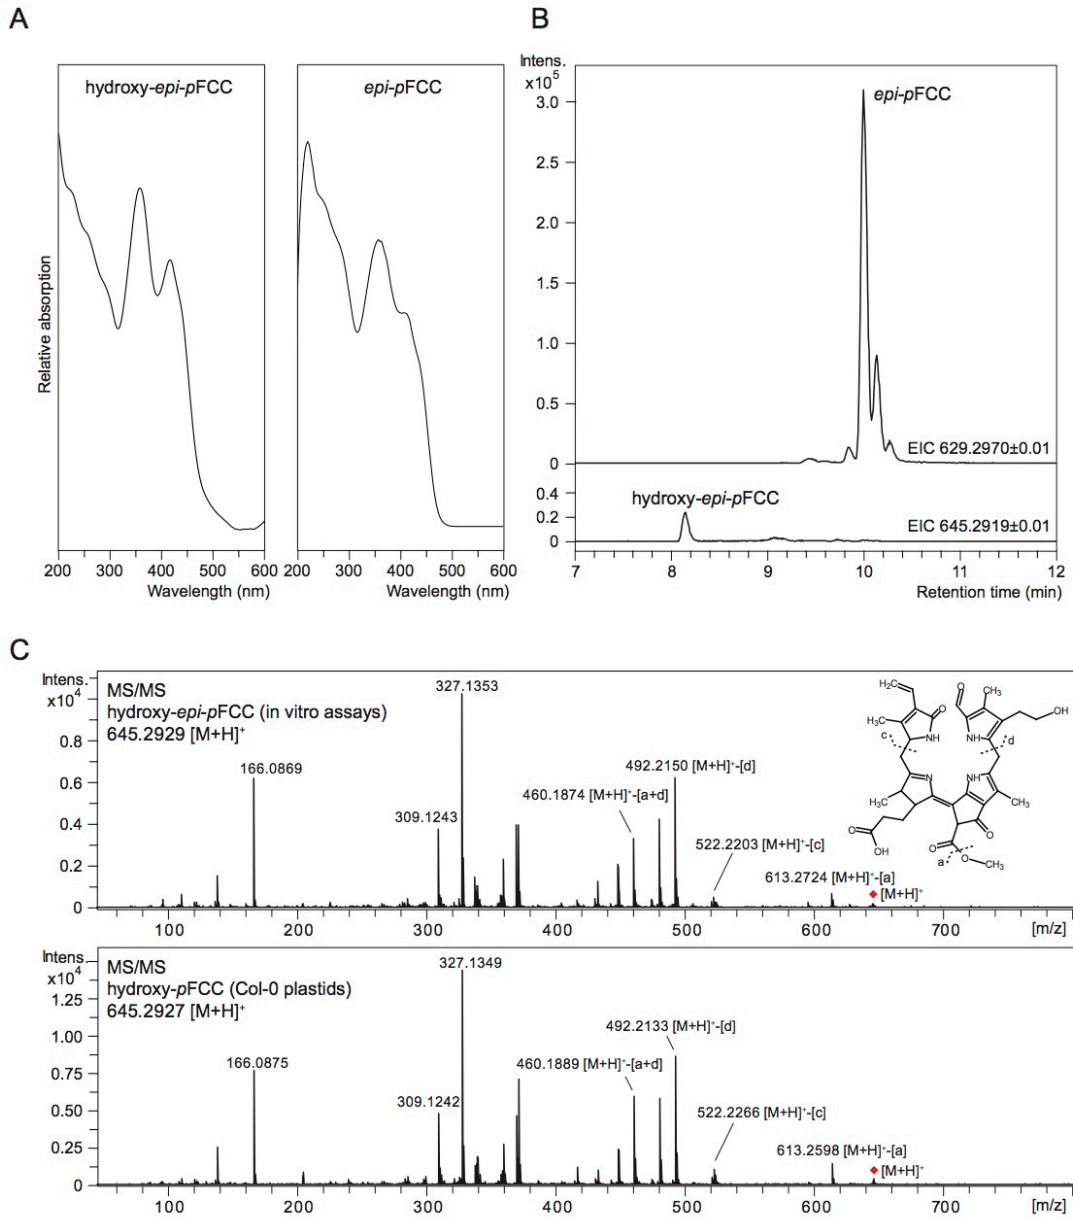 A
hydroxy-epi-pFCC
epi-pFCC
Relative absorption
200 300 400 500 600
Wavelength (nm)
200 300 400 500 600
Wavelength (nm)
B
Intens.
x10⁵
epi-pFCC
3.0
2.5
2.0
1.5
1.0
0.5
0
EIC 629.2970±0.01
hydroxy-epi-pFCC
0.4
0.2
0
EIC 645.2919±0.01
7 8 9 10 11 12
Retention time (min)
C
Intens.
x10⁴
MS/MS
hydroxy-epi-pFCC (in vitro assays)
645.2929 [M+H]⁺
0.8
0.6
0.4
0.2
0
166.0869
309.1243
327.1353
460.1874 [M+H]⁺-[a+d]
492.2150 [M+H]⁺-[d]
522.2203 [M+H]⁺-[c]
613.2724 [M+H]⁺-[a]
[M+H]⁺
H₂C
O
O
CH₃
OH
H₃C
NH
NH
c
d
N
NH
H₃C
CH₃
O
OH
O
O
a
O
CH₃
100 200 300 400 500 600 700 [m/z]
Intens.
x10⁴
MS/MS
hydroxy-pFCC (Col-0 plastids)
645.2927 [M+H]⁺
1.25
1.00
0.75
0.50
0.25
0
166.0875
309.1242
327.1349
460.1889 [M+H]⁺-[a+d]
492.2133 [M+H]⁺-[d]
522.2266 [M+H]⁺-[c]
613.2598 [M+H]⁺-[a]
[M+H]⁺
100 200 300 400 500 600 700 [m/z]